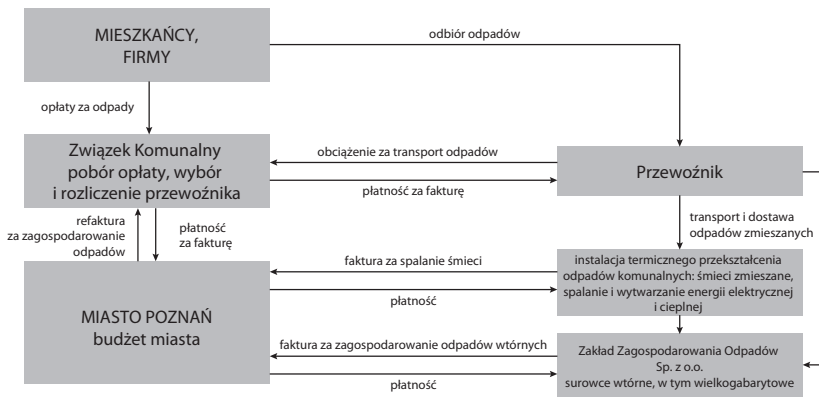 MIESZKAŃCY,
FIRMY
odbiór odpadów
opłaty za odpady
Związek Komunalny
pobór opłaty, wybór
i rozliczenie przewoźnika
obciążenie za transport odpadów
płatność za fakturę
Przewoźnik
refaktura
za zagospodarowanie
odpadów
płatność
za fakturę
transport i dostawa
odpadów zmieszanych
MIASTO POZNAŃ
budżet miasta
faktura za spalanie śmieci
płatność
instalacja termicznego przekształcenia
odpadów komunalnych: śmieci zmieszane,
spalanie i wytwarzanie energii elektrycznej
i cieplnej
faktura za zagospodarowanie odpadów wtórnych
płatność
Zakład Zagospodarowania Odpadów
Sp. z o.o.
surowce wtórne, w tym wielkogabarytowe